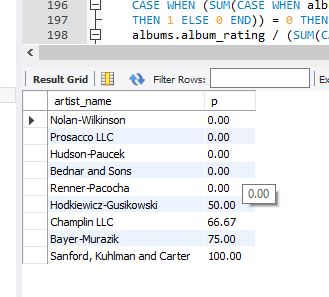 196 CASE WHEN (SUM(CASE WHEN alb
197 THEN 1 ELSE 0 END)) = 0 THEN
198 albums.album_rating / (SUM(C
Result Grid Filter Rows: Ex
artist_name p
Nolan-Wilkinson 0.00
Prosacco LLC 0.00
Hudson-Paucek 0.00
Bednar and Sons 0.00
Renner-Pacocha 0.00
0.00
Hodkiewicz-Gusikowski 50.00
Champlin LLC 66.67
Bayer-Murazik 75.00
Sanford, Kuhlman and Carter 100.00